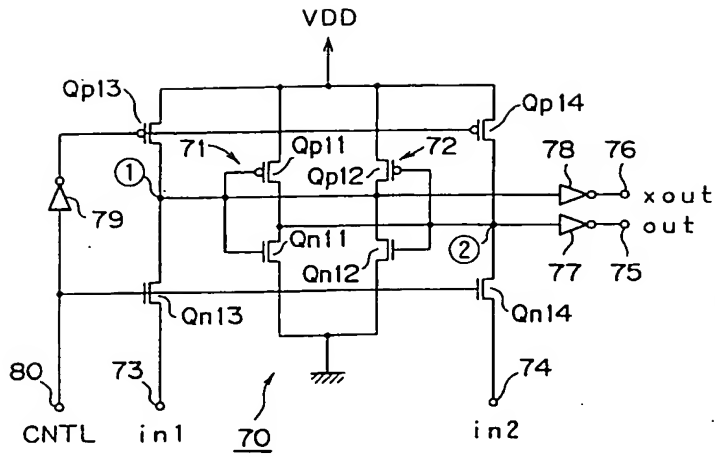 VDD
Qp13
Qp14
71
Qp11
72
Qp12
78
76
1
xout
79
out
2
Qn11
Qn12
77
75
Qn13
Qn14
80
73
74
CNTL
in1
70
in2